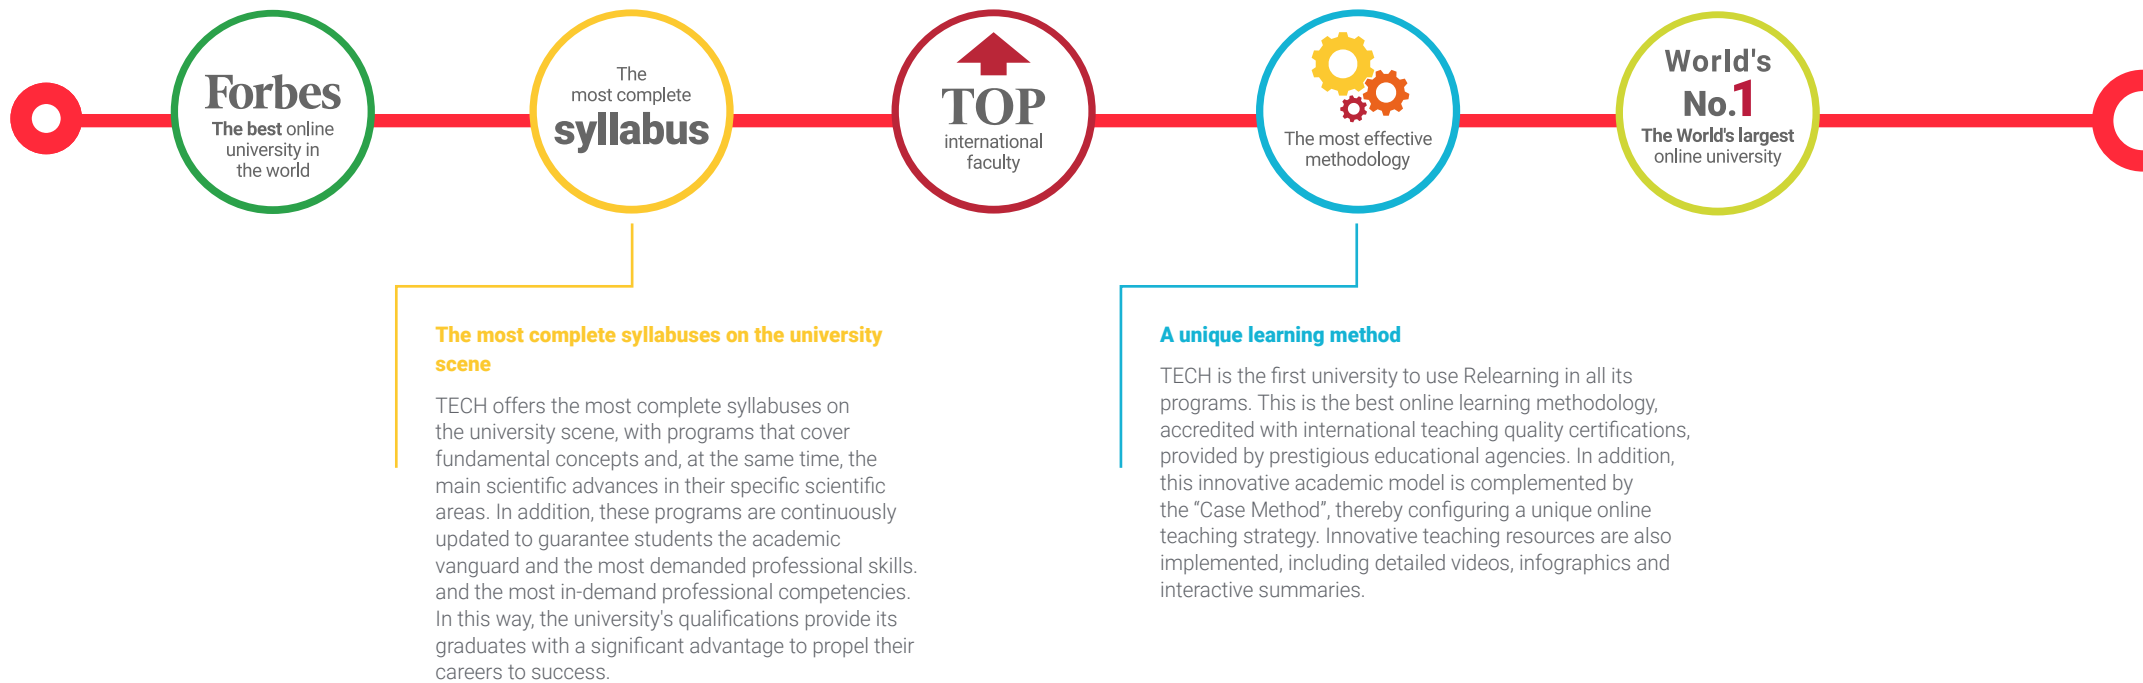 Forbes
The best online
university in
the world
The
most complete
syllabus
TOP
international
faculty
The most effective
methodology
World's
No.1
The World's largest
online university
The most complete syllabuses on the university
scene
TECH offers the most complete syllabuses on
the university scene, with programs that cover
fundamental concepts and, at the same time, the
main scientific advances in their specific scientific
areas. In addition, these programs are continuously
updated to guarantee students the academic
vanguard and the most demanded professional skills.
and the most in-demand professional competencies.
In this way, the university's qualifications provide its
graduates with a significant advantage to propel their
careers to success.
A unique learning method
TECH is the first university to use Relearning in all its
programs. This is the best online learning methodology,
accredited with international teaching quality certifications,
provided by prestigious educational agencies. In addition,
this innovative academic model is complemented by
the “Case Method”, thereby configuring a unique online
teaching strategy. Innovative teaching resources are also
implemented, including detailed videos, infographics and
interactive summaries.